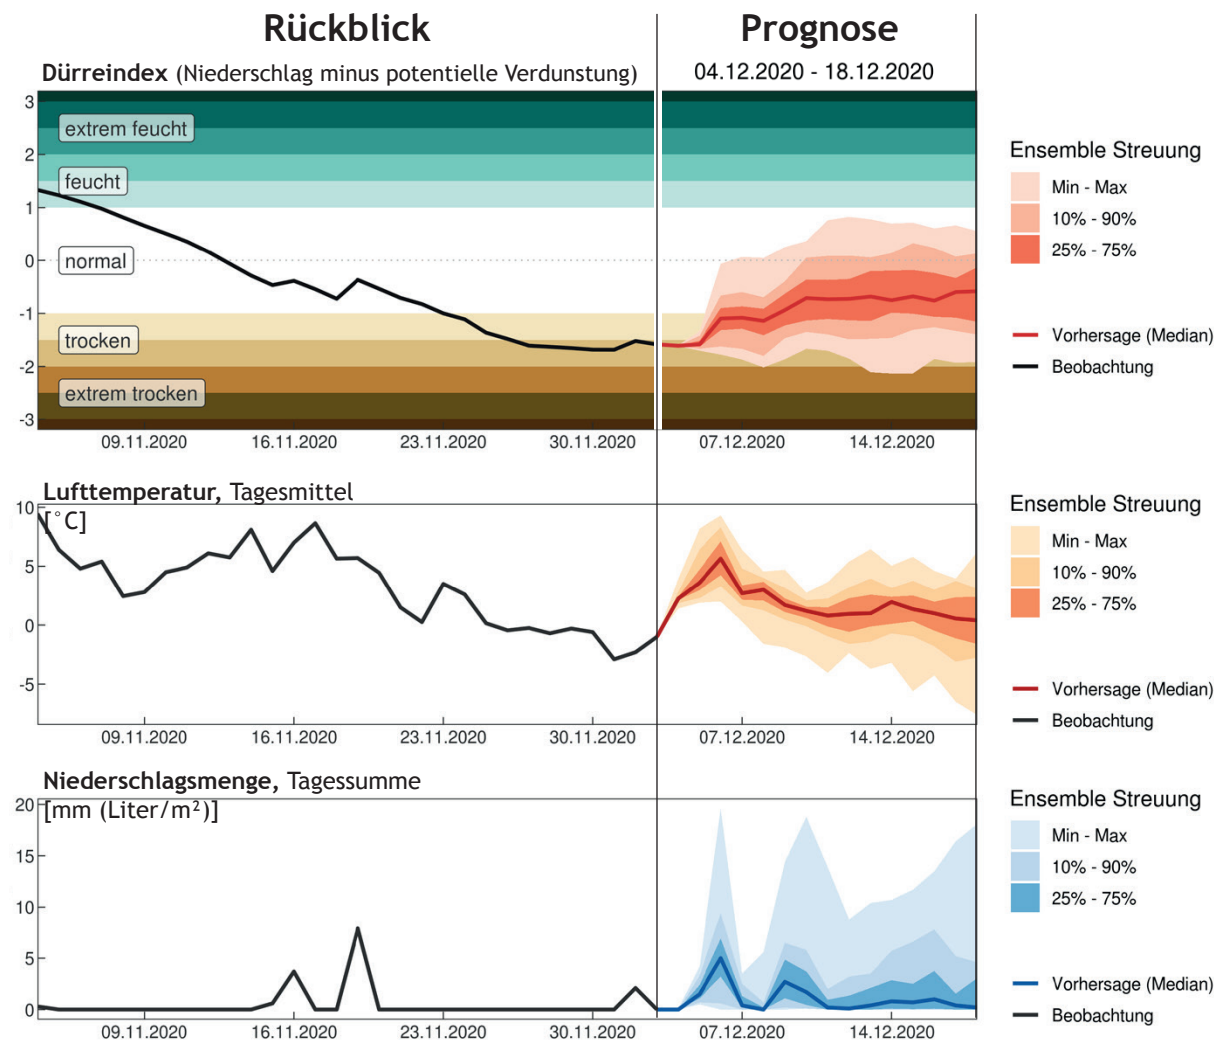 Rückblick
Prognose
Dürreindex (Niederschlag minus potentielle Verdunstung)
04.12.2020 - 18.12.2020
3
2
1
0
-1
-2
-3
extrem feucht
feucht
normal
trocken
extrem trocken
09.11.2020
16.11.2020
23.11.2020
30.11.2020
07.12.2020
14.12.2020
Ensemble Streuung
Min - Max
10% - 90%
25% - 75%
Vorhersage (Median)
Beobachtung
Lufttemperatur, Tagesmittel
[°C]
10
5
0
-5
09.11.2020
16.11.2020
23.11.2020
30.11.2020
07.12.2020
14.12.2020
Ensemble Streuung
Min - Max
10% - 90%
25% - 75%
Vorhersage (Median)
Beobachtung
Niederschlagsmenge, Tagessumme
[mm (Liter/m²)]
20
15
10
5
0
09.11.2020
16.11.2020
23.11.2020
30.11.2020
07.12.2020
14.12.2020
Ensemble Streuung
Min - Max
10% - 90%
25% - 75%
Vorhersage (Median)
Beobachtung